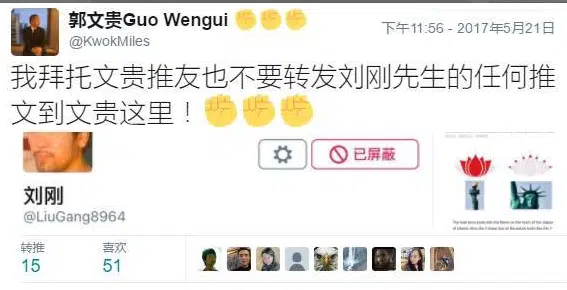 郭文贵Guo Wengui ✊✊✊
@KwokMiles
下午11:56 - 2017年5月21日
我拜托文贵推友也不要转发刘刚先生的任何推
文到文贵这里！✊✊✊
已屏蔽
刘刚
@LiuGang8964
转推
喜欢
15
51